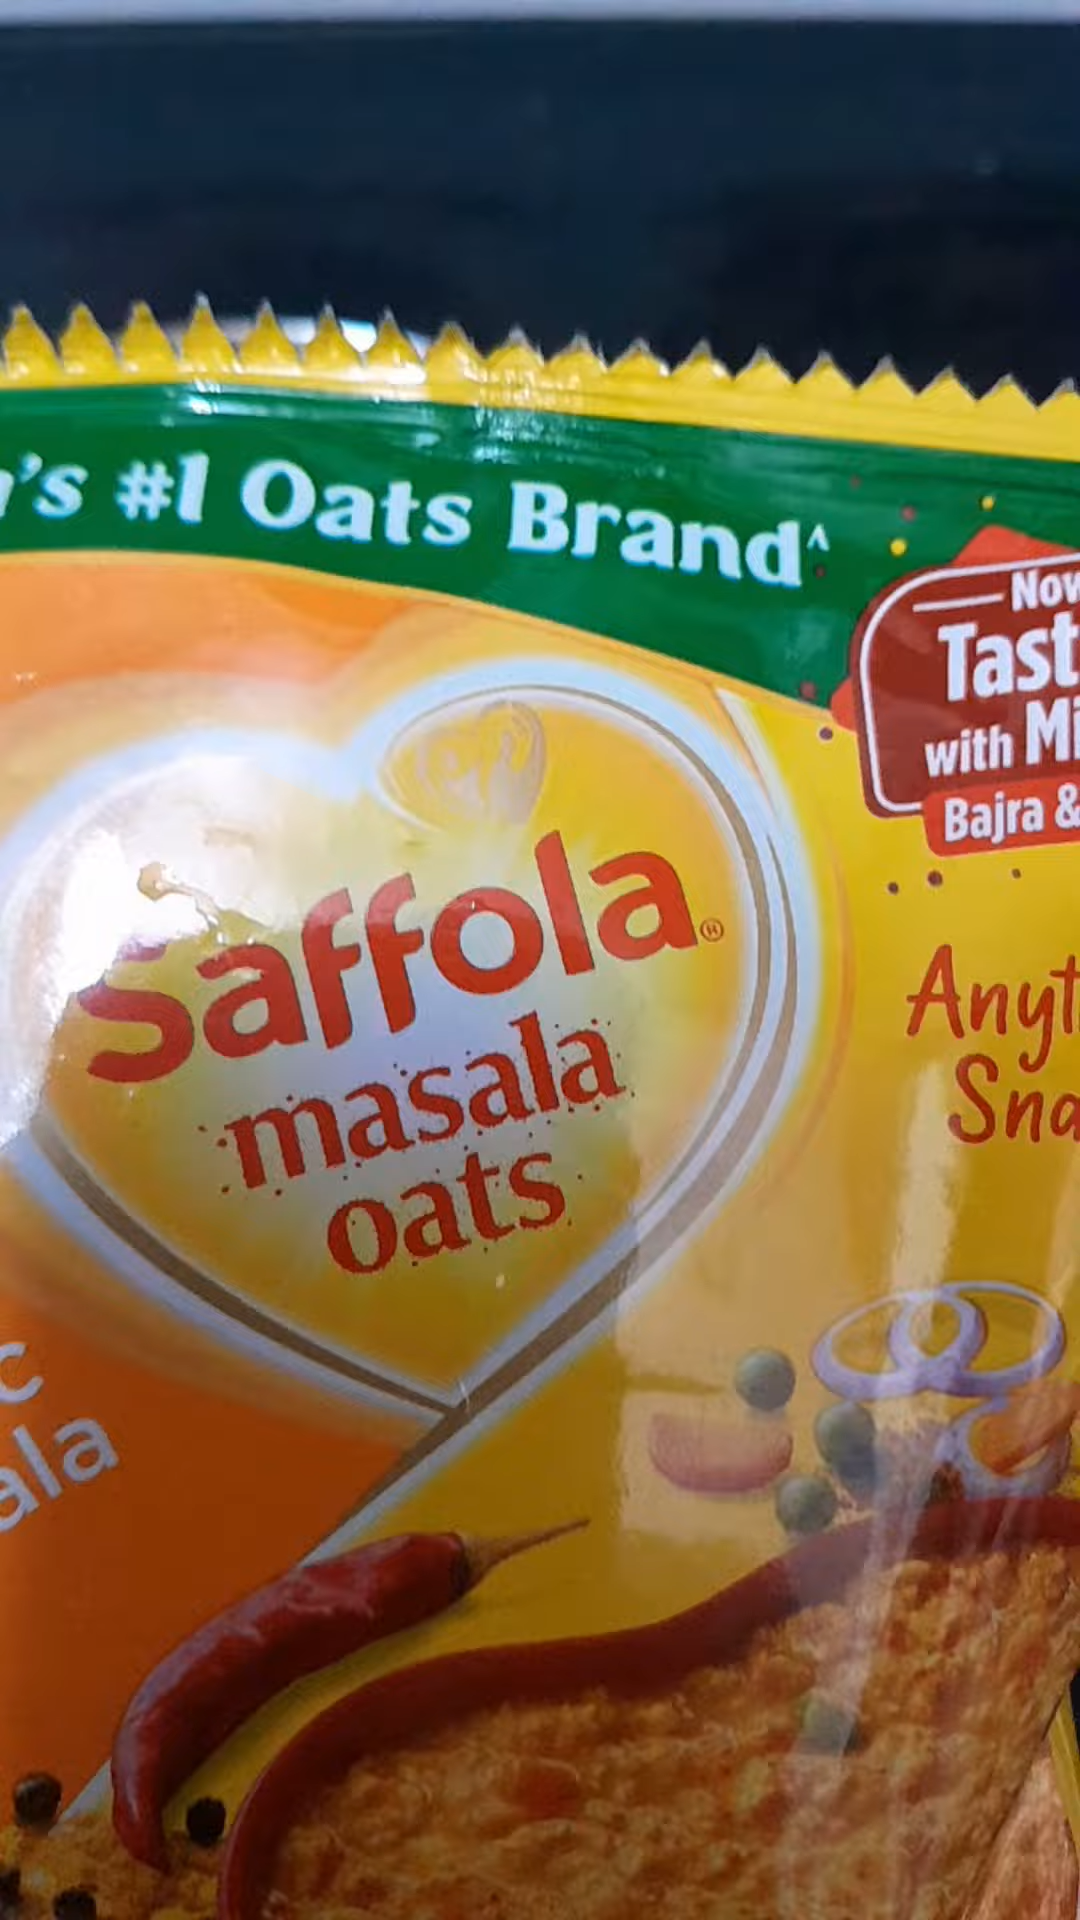 's #1 Oats Brand^
Now
Tast
with Mi
Bajra &
Saffola®
masala
oats
Anyt
Sna
c
ala